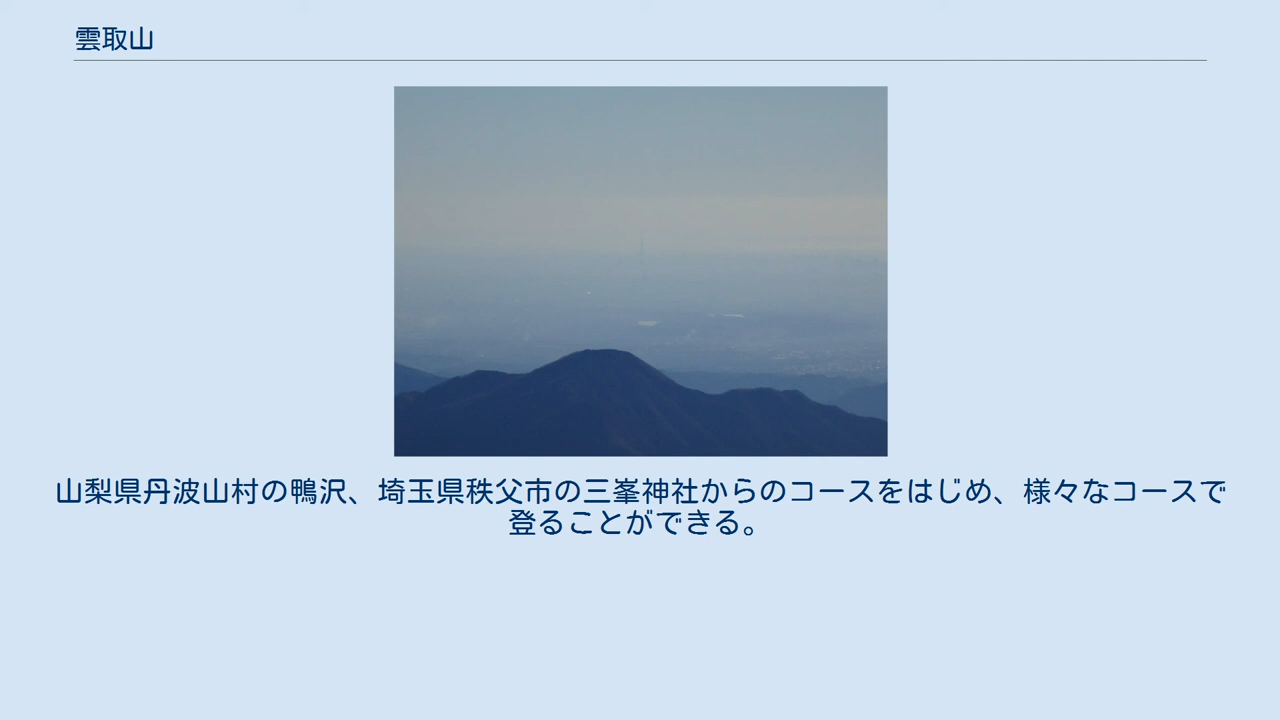 雲取山
山梨県丹波山村の鴨沢、埼玉県秩父市の三峯神社からのコースをはじめ、様々なコースで
登ることができる。